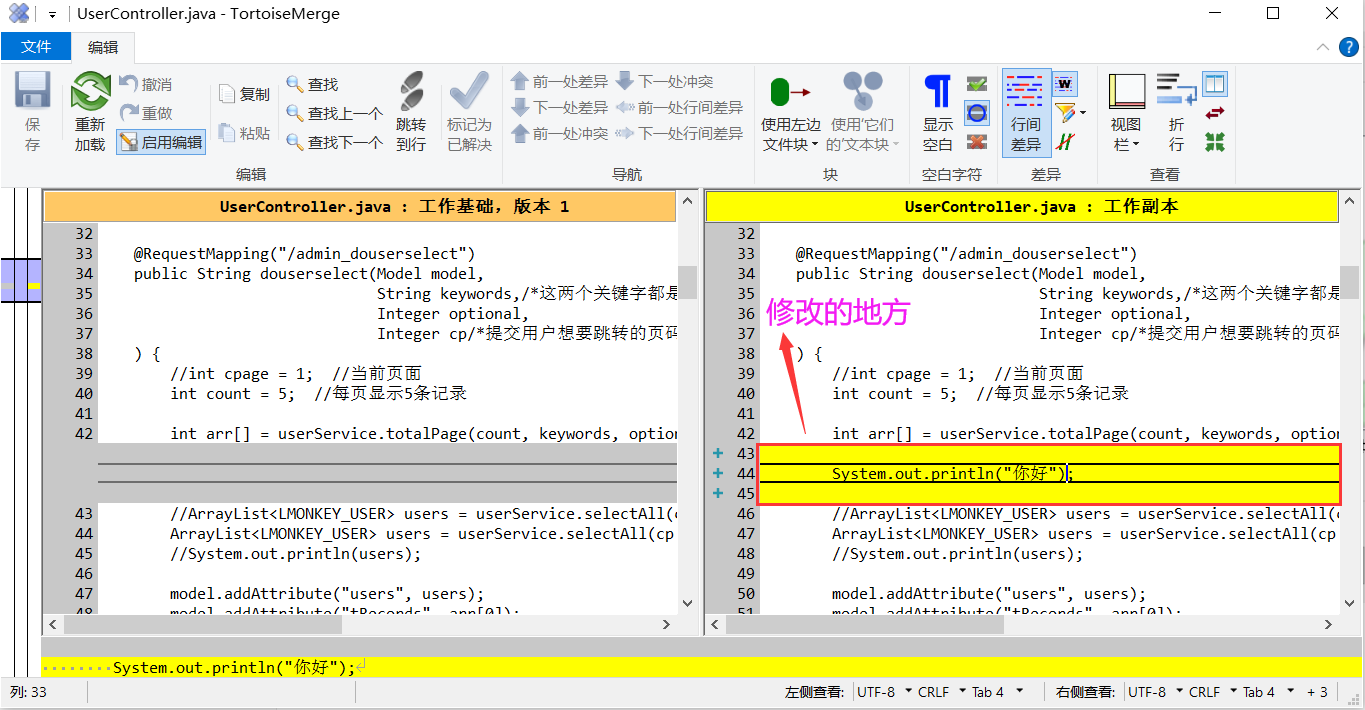 UserController.java - TortoiseMerge
文件 编辑
保存
重新加载
撤消
重做
启用编辑
复制
粘贴
查找
查找上一个
查找下一个
跳转到行
标记为已解决
编辑
前一处差异 下一处冲突
下一处差异 前一处行间差异
前一处冲突 下一处行间差异
导航
使用左边文件块
使用'它们的'文本块
块
显示空白
空白字符
行间差异
差异
视图栏
折行
查看
UserController.java : 工作基础，版本 1
32
33 @RequestMapping("/admin_douserselect")
34 public String douserselect(Model model,
35 String keywords,/*这两个关键字都是
36 Integer optional,
37 Integer cp/*提交用户想要跳转的页码
38 ) {
39 //int cpage = 1; //当前页面
40 int count = 5; //每页显示5条记录
41
42 int arr[] = userService.totalPage(count, keywords, option
43 //ArrayList<LMONKEY_USER> users = userService.selectAll(
44 ArrayList<LMONKEY_USER> users = userService.selectAll(cp
45 //System.out.println(users);
46
47 model.addAttribute("users", users);
48 model.addAttribute("tReconds", arr[0]);
UserController.java : 工作副本
32
33 @RequestMapping("/admin_douserselect")
34 public String douserselect(Model model,
35 String keywords,/*这两个关键字都是
36 Integer optional,
修改的地方
37 Integer cp/*提交用户想要跳转的页码
38 ) {
39 //int cpage = 1; //当前页面
40 int count = 5; //每页显示5条记录
41
42 int arr[] = userService.totalPage(count, keywords, option
43
44 System.out.println("你好");
45
46 //ArrayList<LMONKEY_USER> users = userService.selectAll(
47 ArrayList<LMONKEY_USER> users = userService.selectAll(cp
48 //System.out.println(users);
49
50 model.addAttribute("users", users);
51 model.addAttribute("tReconds", arr[0]);
System.out.println("你好");
列: 33 左侧查看: UTF-8 CRLF Tab 4 右侧查看: UTF-8 CRLF Tab 4 + 3